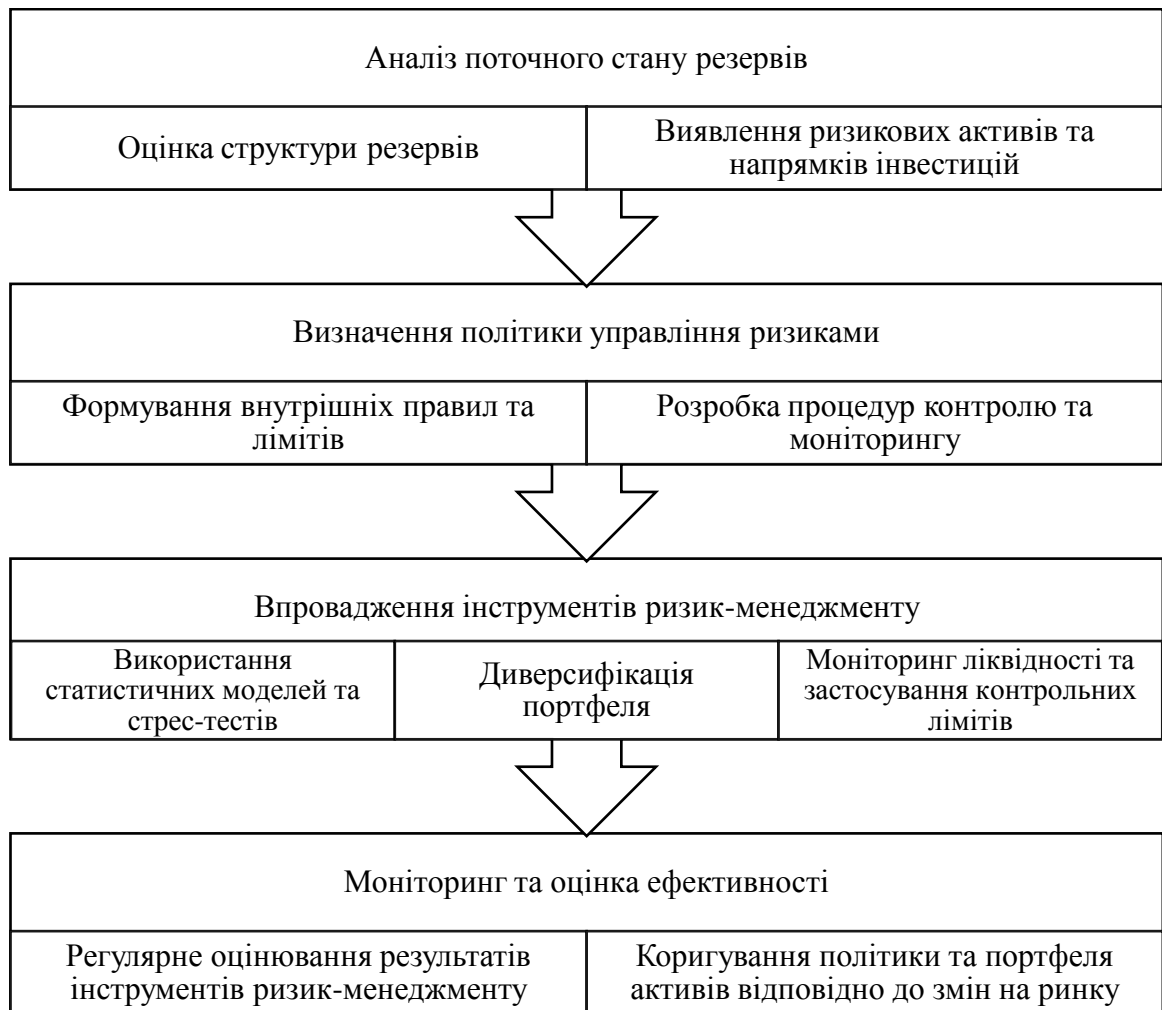 Аналіз поточного стану резервів
Оцінка структури резервів
Виявлення ризикових активів та
напрямків інвестицій
Визначення політики управління ризиками
Формування внутрішніх правил та
лімітів
Розробка процедур контролю та
моніторингу
Впровадження інструментів ризик-менеджменту
Використання
статистичних моделей та
стрес-тестів
Диверсифікація
портфеля
Моніторинг ліквідності та
застосування контрольних
лімітів
Моніторинг та оцінка ефективності
Регулярне оцінювання результатів
інструментів ризик-менеджменту
Коригування політики та портфеля
активів відповідно до змін на ринку